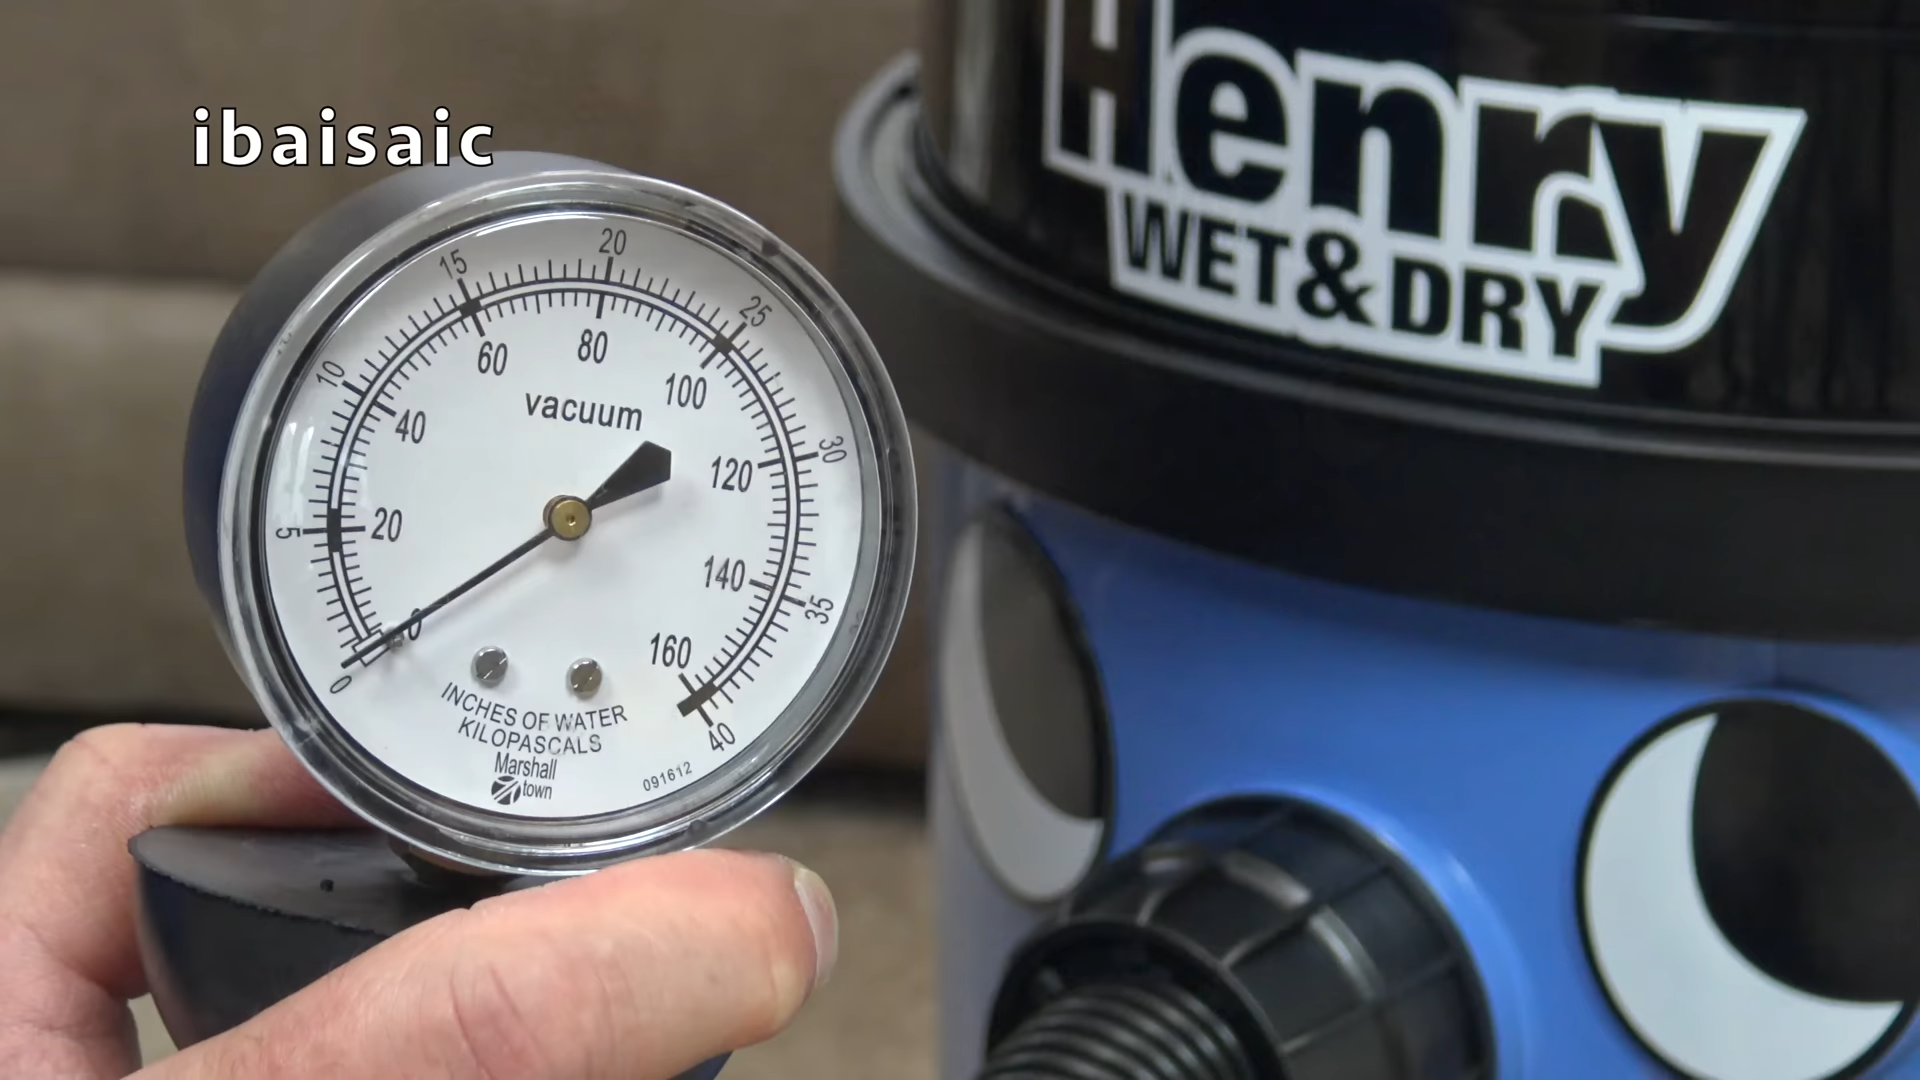 ibaisaic
Henry
WET & DRY
0 5 10 15 20 25 30 35 40
0 20 40 60 80 100 120 140 160
vacuum
INCHES OF WATER
KILOPASCALS
Marshall
town
091612